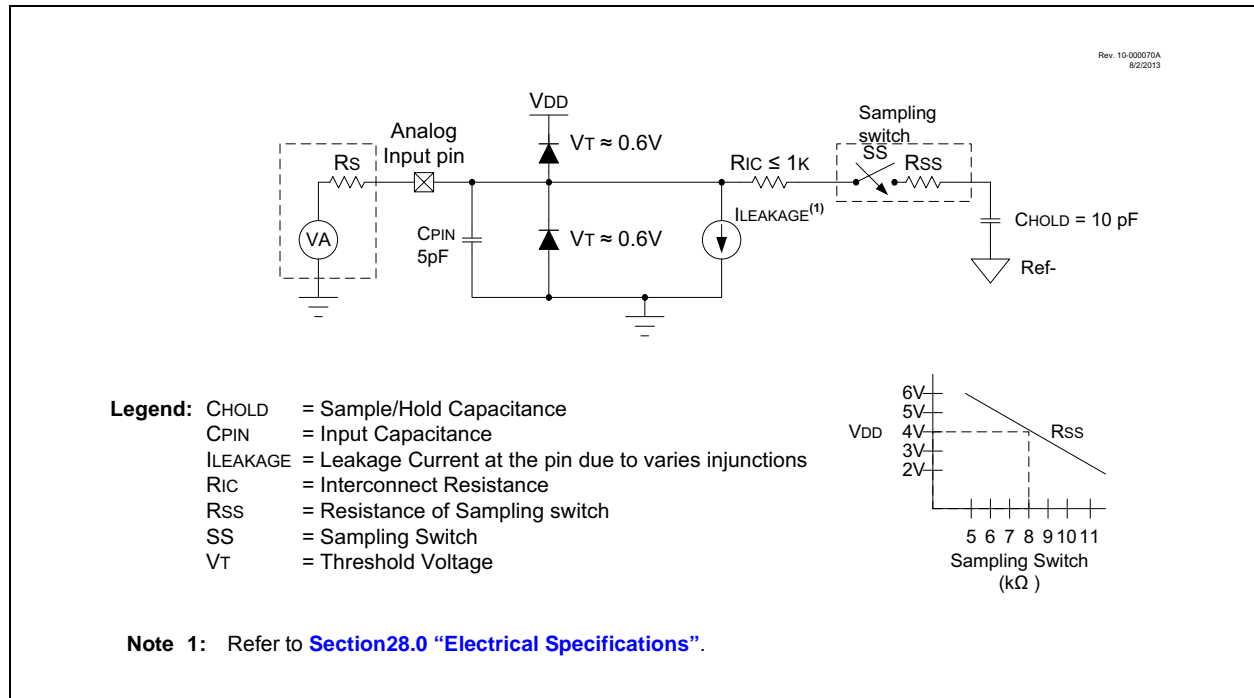 Rev. 10-000070A
8/2/2013
VDD
Sampling
switch
Analog
Input pin
VT ≈ 0.6V
RS
RIC ≤ 1K
SS
RSS
ILEAKAGE(1)
CHOLD = 10 pF
VA
CPIN
5pF
VT ≈ 0.6V
Ref-
Legend: CHOLD = Sample/Hold Capacitance
CPIN = Input Capacitance
ILEAKAGE = Leakage Current at the pin due to varies injunctions
RIC = Interconnect Resistance
RSS = Resistance of Sampling switch
SS = Sampling Switch
VT = Threshold Voltage
6V
5V
VDD
4V
RSS
3V
2V
5 6 7 8 9 10 11
Sampling Switch
(kΩ )
Note 1: Refer to Section28.0 “Electrical Specifications”.